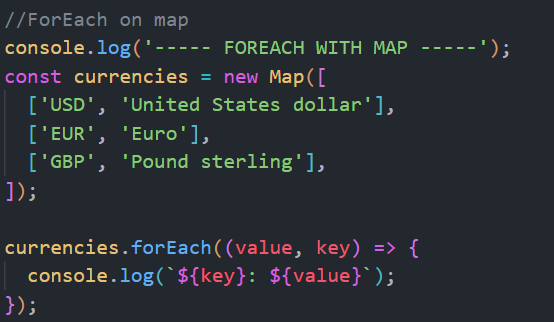 //ForEach on map
console.log('----- FOREACH WITH MAP -----');
const currencies = new Map([
  ['USD', 'United States dollar'],
  ['EUR', 'Euro'],
  ['GBP', 'Pound sterling'],
]);

currencies.forEach((value, key) => {
  console.log(`${key}: ${value}`);
});